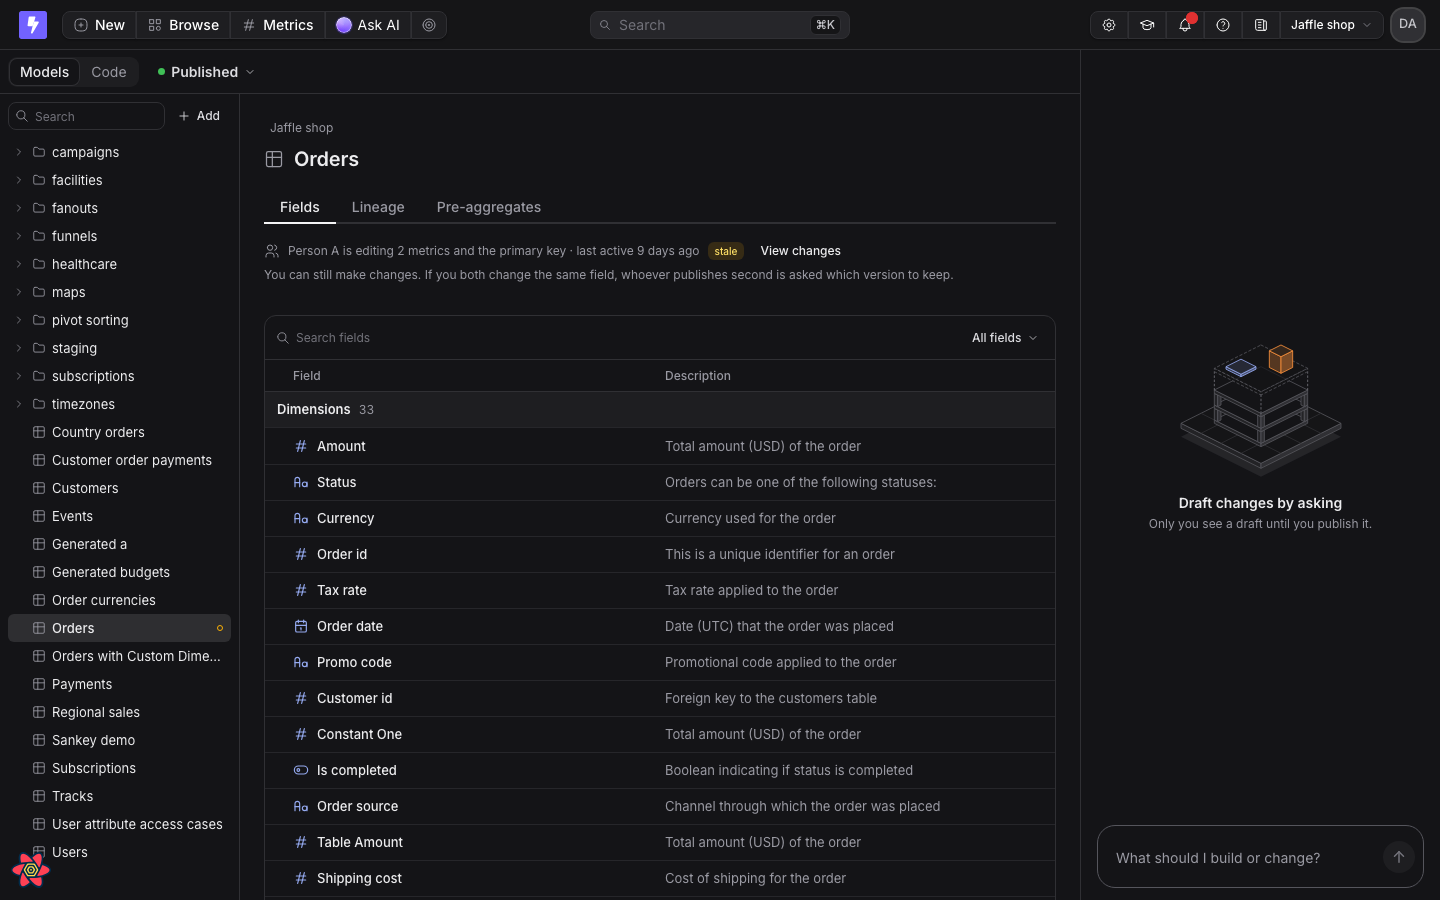 New
Browse
Metrics
Ask AI
Search
⌘K
Jaffle shop
DA
Models
Code
Published
Search
Add
campaigns
facilities
fanouts
funnels
healthcare
maps
pivot sorting
staging
subscriptions
timezones
Country orders
Customer order payments
Customers
Events
Generated a
Generated budgets
Order currencies
Orders
Orders with Custom Dime...
Payments
Regional sales
Sankey demo
Subscriptions
Tracks
User attribute access cases
Users
Jaffle shop
Orders
Fields
Lineage
Pre-aggregates
Person A is editing 2 metrics and the primary key · last active 9 days ago
stale
View changes
You can still make changes. If you both change the same field, whoever publishes second is asked which version to keep.
Search fields
All fields
Field
Description
Dimensions 33
Amount
Total amount (USD) of the order
Status
Orders can be one of the following statuses:
Currency
Currency used for the order
Order id
This is a unique identifier for an order
Tax rate
Tax rate applied to the order
Order date
Date (UTC) that the order was placed
Promo code
Promotional code applied to the order
Customer id
Foreign key to the customers table
Constant One
Total amount (USD) of the order
Is completed
Boolean indicating if status is completed
Order source
Channel through which the order was placed
Table Amount
Total amount (USD) of the order
Shipping cost
Cost of shipping for the order
Draft changes by asking
Only you see a draft until you publish it.
What should I build or change?